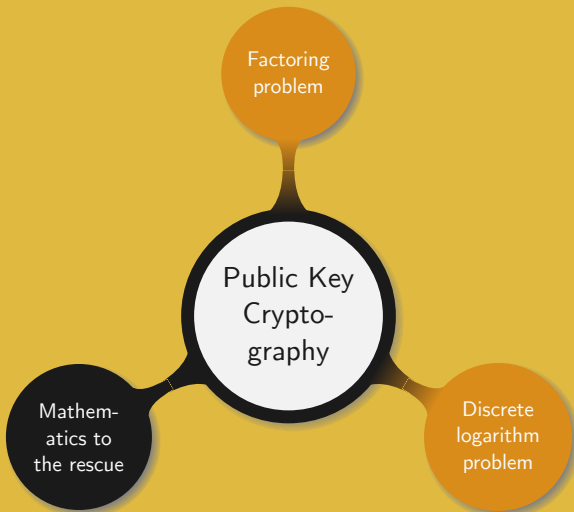 Factoring
problem
Public Key
Crypto-
graphy
Mathem-
atics to
the rescue
Discrete
logarithm
problem